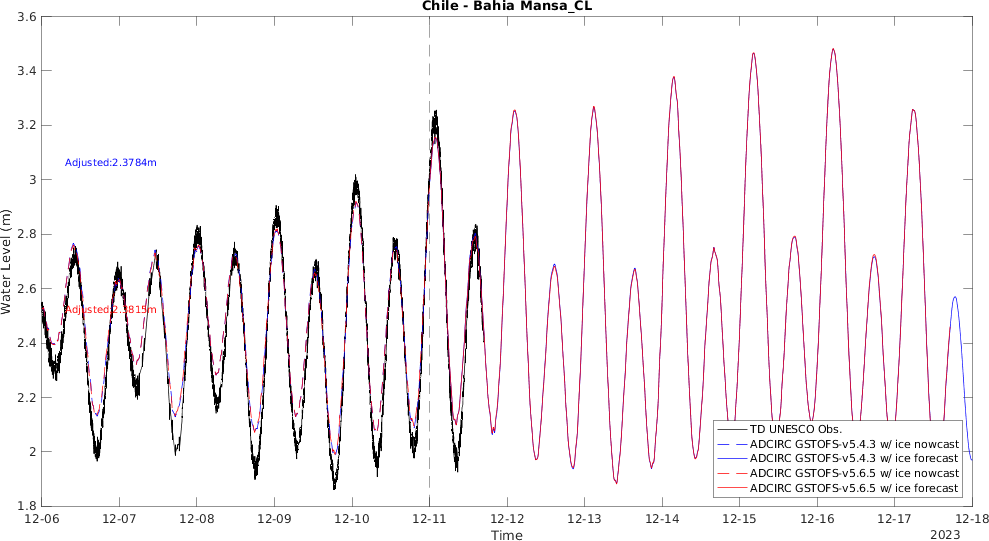 Chile - Bahia Mansa_CL
3.6
3.4
3.2
3
2.8
2.6
2.4
2.2
2
1.8
Water Level (m)
Adjusted:2.3784m
Adjusted:2.3815m
TD UNESCO Obs.
ADCIRC GSTOFS-v5.4.3 w/ ice nowcast
ADCIRC GSTOFS-v5.4.3 w/ ice forecast
ADCIRC GSTOFS-v5.6.5 w/ ice nowcast
ADCIRC GSTOFS-v5.6.5 w/ ice forecast
12-06 12-07 12-08 12-09 12-10 12-11 12-12 12-13 12-14 12-15 12-16 12-17 12-18
Time
2023